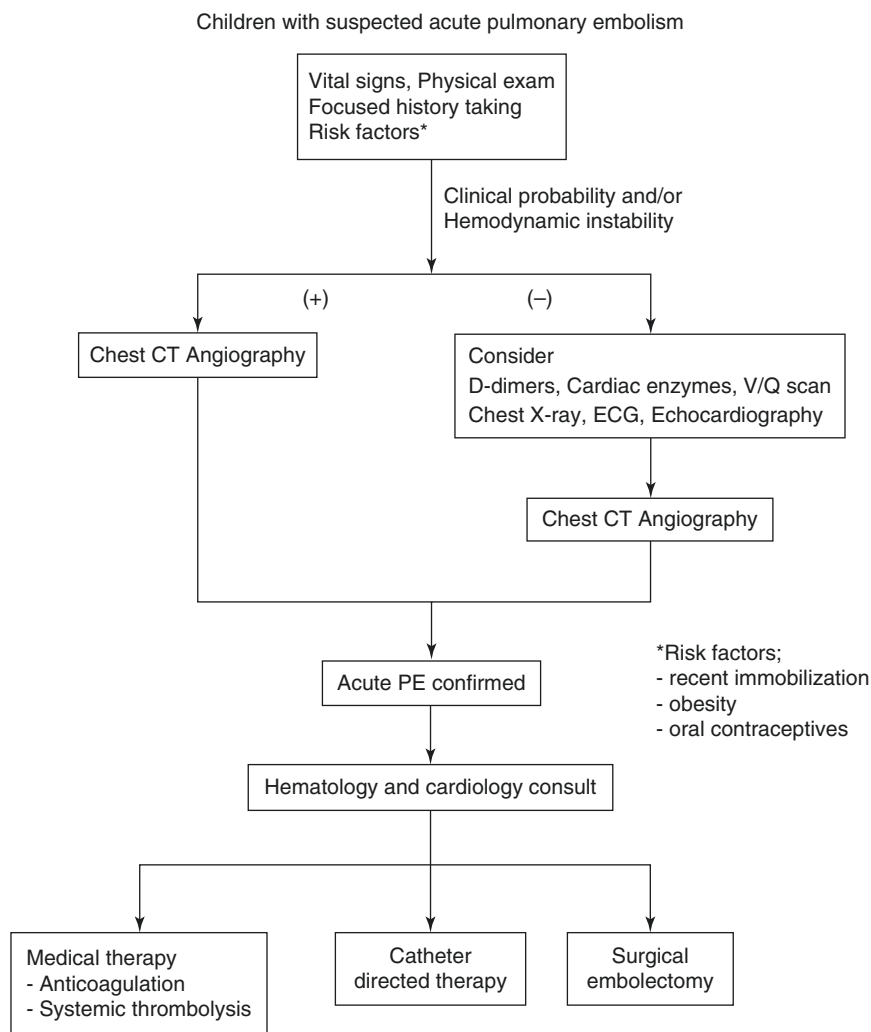 Children with suspected acute pulmonary embolism
Vital signs, Physical exam
Focused history taking
Risk factors*
Clinical probability and/or
Hemodynamic instability
(+)
(–)
Chest CT Angiography
Consider
D-dimers, Cardiac enzymes, V/Q scan
Chest X-ray, ECG, Echocardiography
Chest CT Angiography
*Risk factors;
- recent immobilization
- obesity
- oral contraceptives
Acute PE confirmed
Hematology and cardiology consult
Medical therapy
- Anticoagulation
- Systemic thrombolysis
Catheter
directed therapy
Surgical
embolectomy